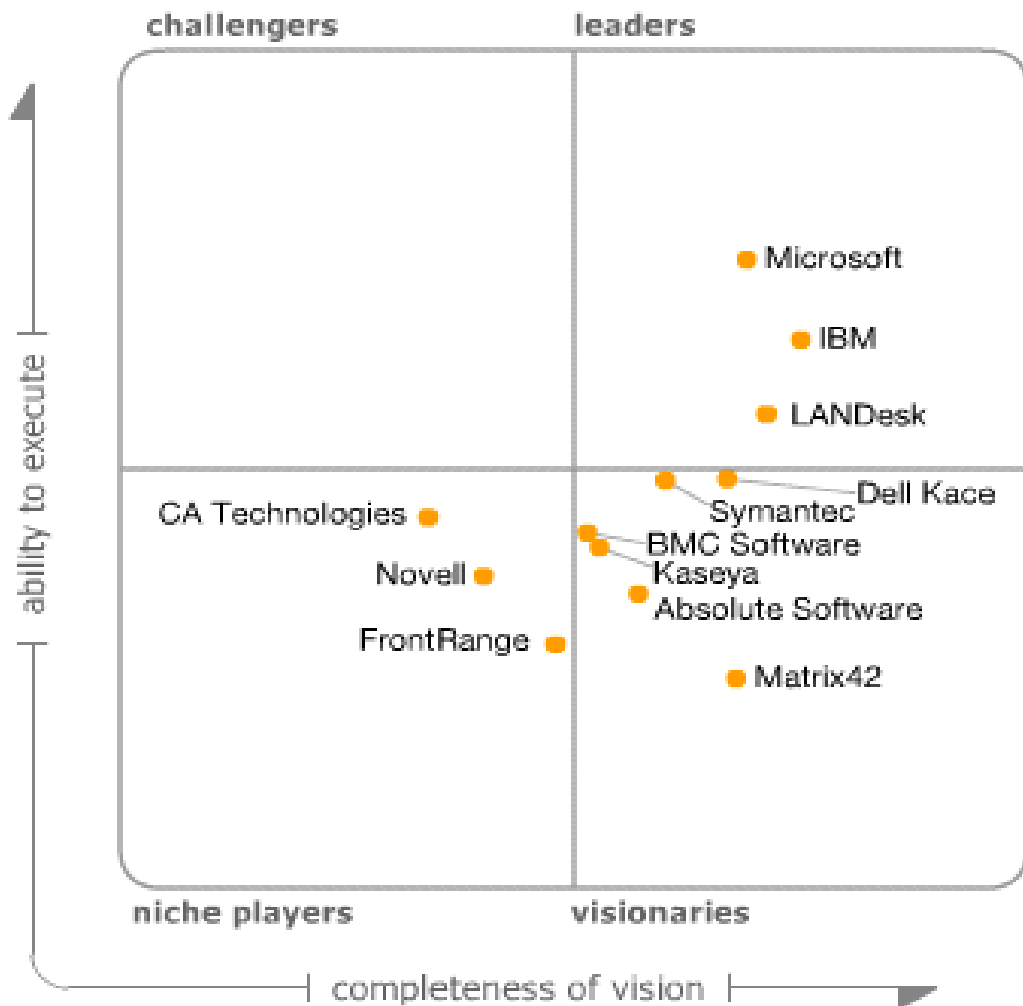 challengers
leaders
Microsoft
IBM
LANDesk
ability to execute
Dell Kace
Symantec
CA Technologies
BMC Software
Kaseya
Novell
Absolute Software
FrontRange
Matrix42
niche players
visionaries
completeness of vision